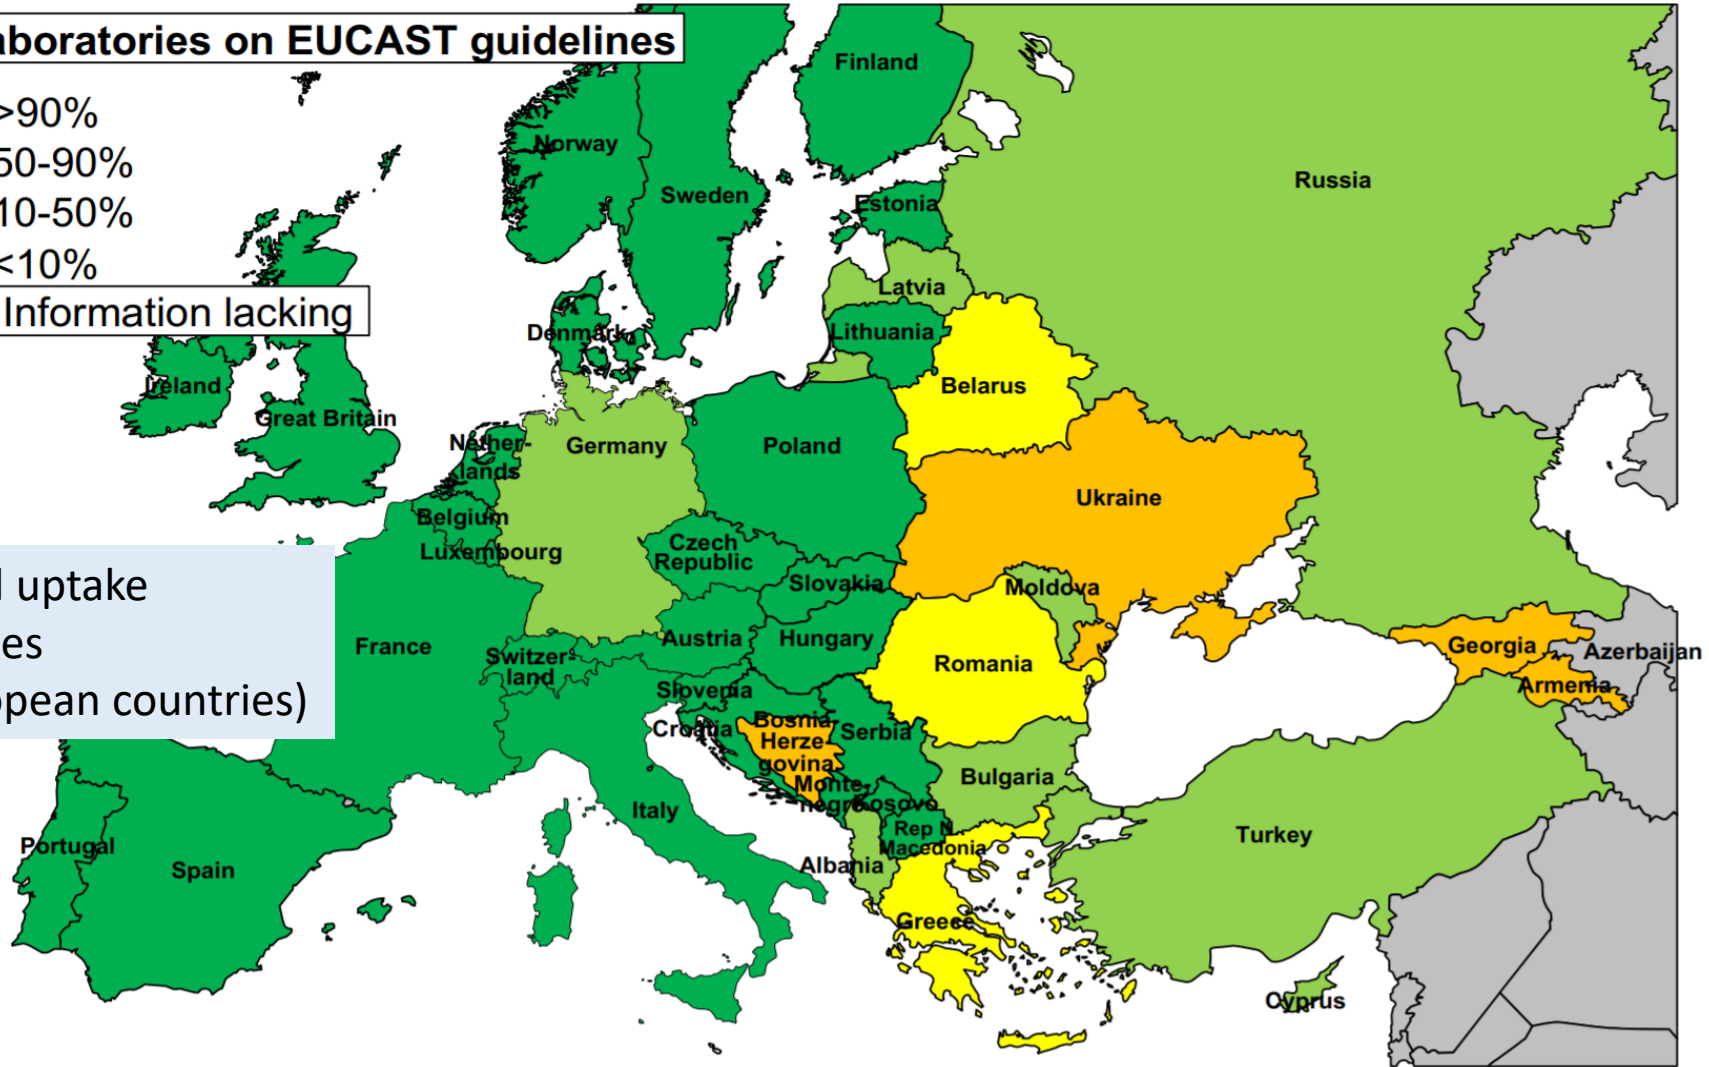 aboratories on EUCAST guidelines
>90%
50-90%
10-50%
<10%
Information lacking
Finland
Norway
Sweden
Russia
Estonia
Latvia
Lithuania
Denmark
Ireland
Great Britain
Belarus
Nether-
lands
Germany
Poland
Belgium
Luxembourg
Ukraine
Czech
Republic
Slovakia
Moldova
uptake
es
opean countries)
France
Switzer-
land
Austria
Hungary
Romania
Georgia
Azerbaijan
Armenia
Slovenia
Croatia
Bosnia-
Herze-
govina
Serbia
Monte-
negro
Kosovo
Bulgaria
Italy
Rep N.
Macedonia
Albania
Turkey
Portugal
Spain
Greece
Cyprus